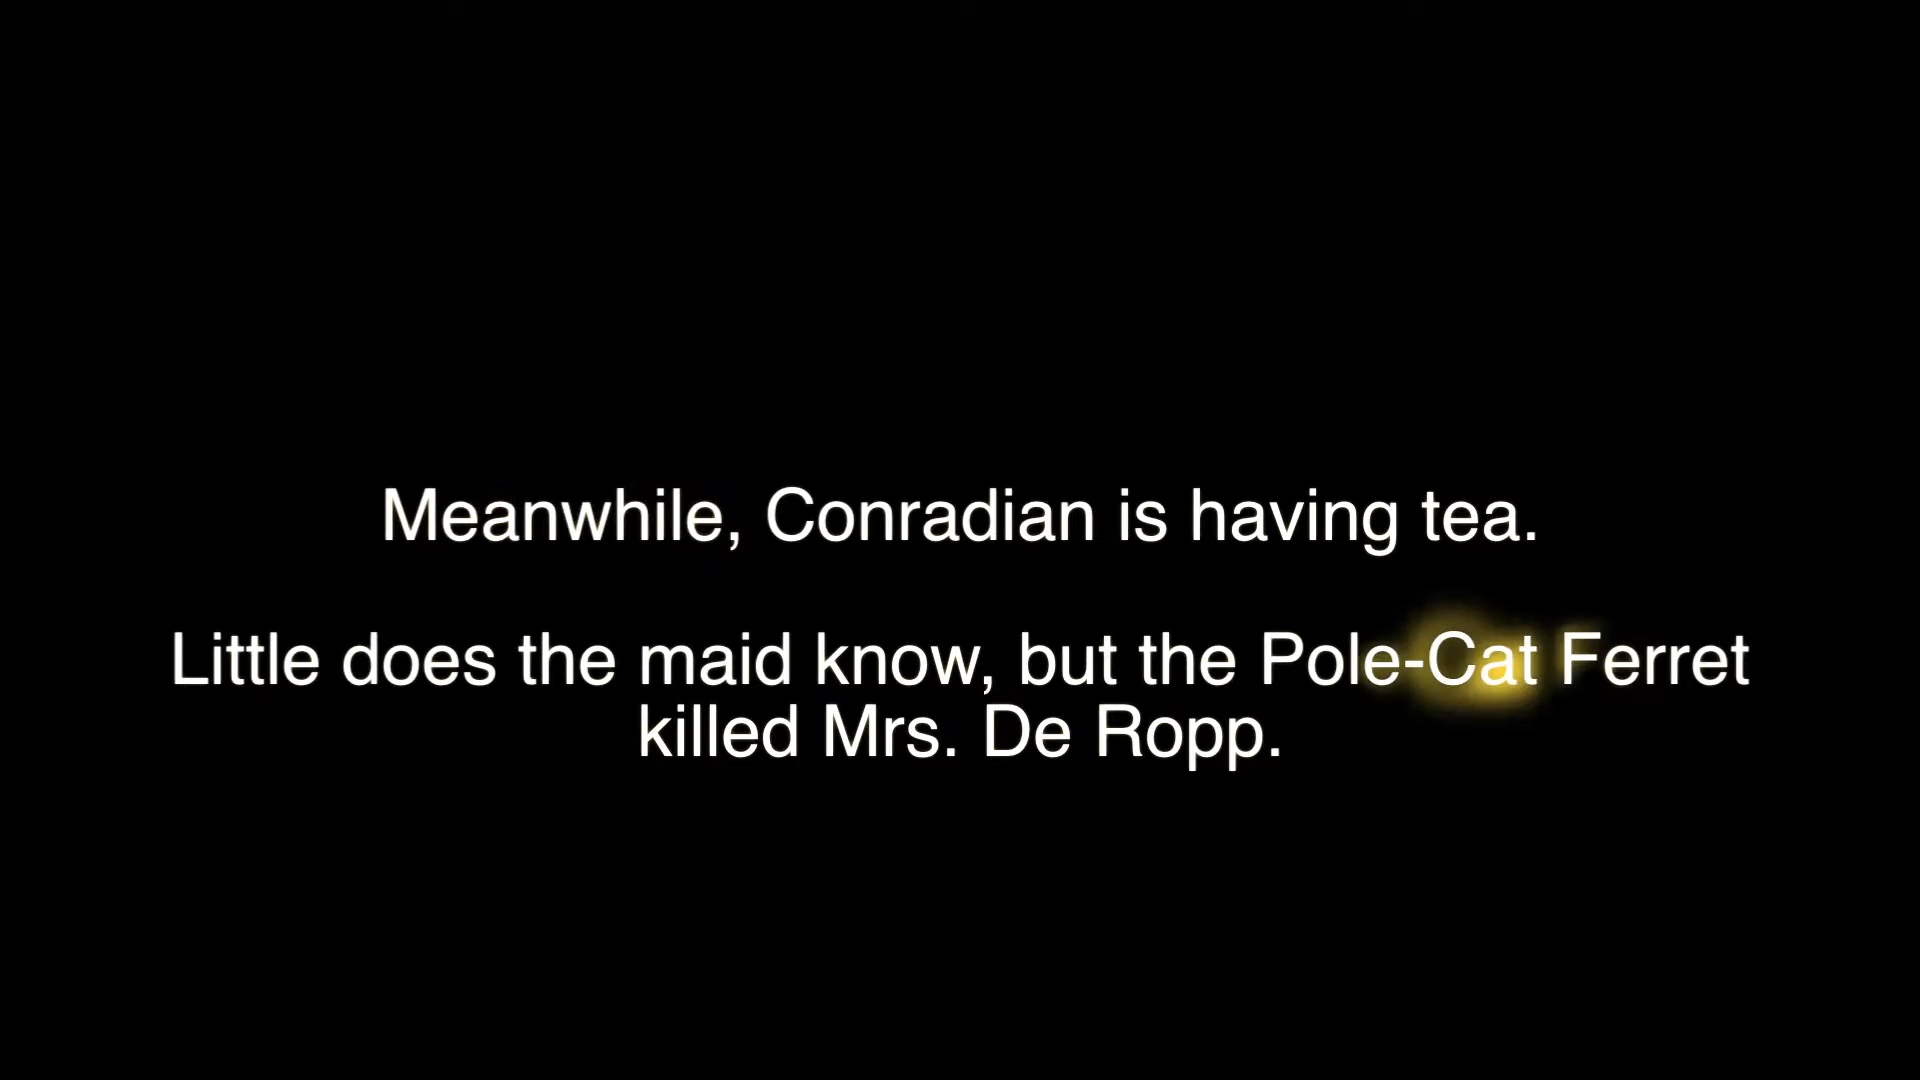 Meanwhile, Conradian is having tea.
Little does the maid know, but the Pole-Cat Ferret
killed Mrs. De Ropp.